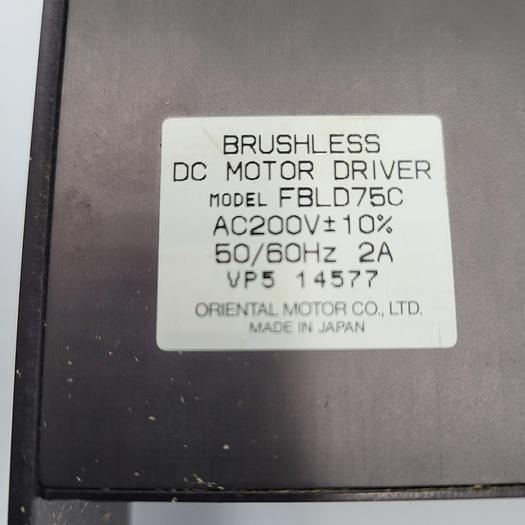 BRUSHLESS
DC MOTOR DRIVER
MODEL FBLD75C
AC200V±10%
50/60Hz 2A
VP5 14577
ORIENTAL MOTOR CO., LTD.
MADE IN JAPAN